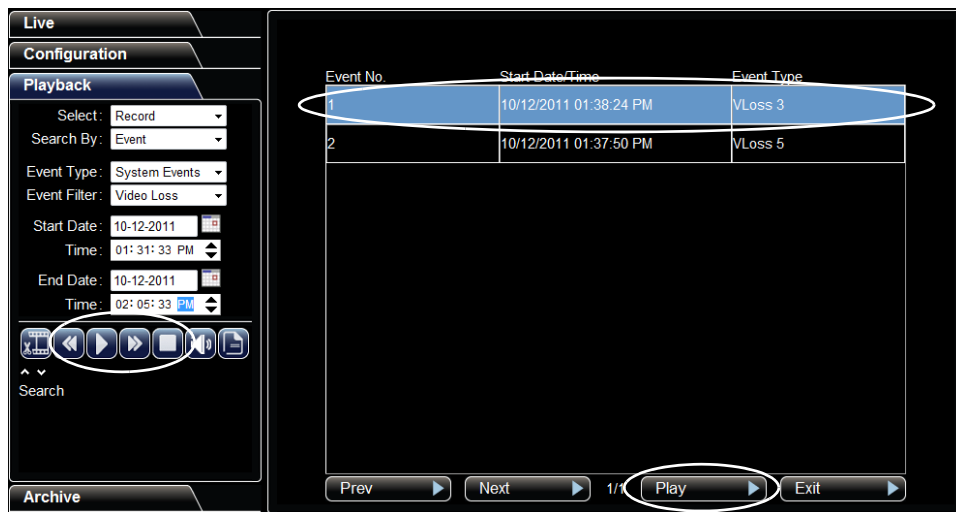 Live
Configuration
Playback
Select: Record
Search By: Event
Event Type: System Events
Event Filter: Video Loss
Start Date: 10-12-2011
Time: 01:31:33 PM
End Date: 10-12-2011
Time: 02:05:33 PM
Search
Archive
Event No. Start Date/Time Event Type
1 10/12/2011 01:38:24 PM VLoss 3
2 10/12/2011 01:37:50 PM VLoss 5
Prev Next 1/1 Play Exit